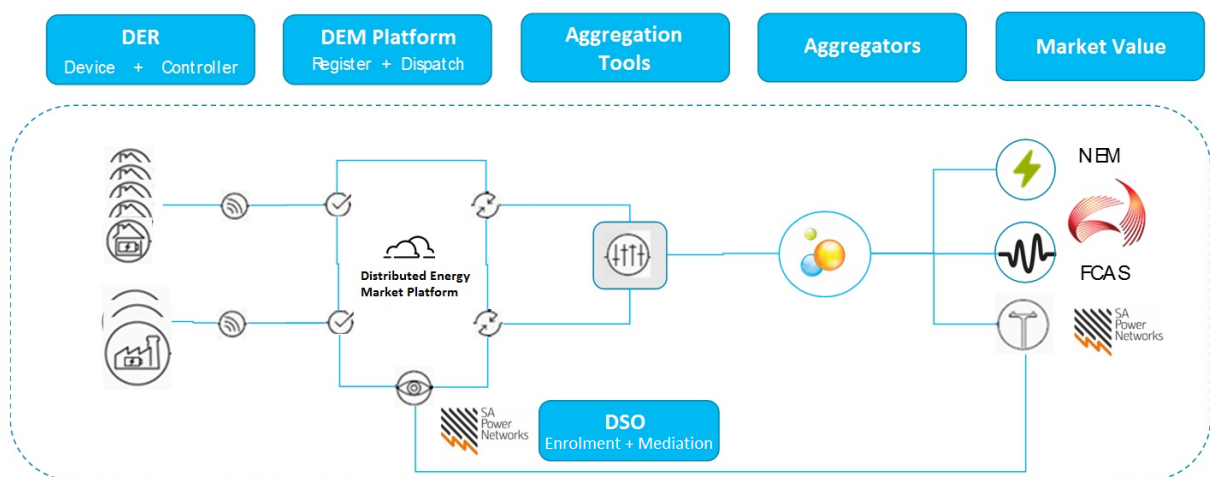 DER
Device + Controller
DEM Platform
Register + Dispatch
Aggregation
Tools
Aggregators
Market Value
NEM
Distributed Energy
Market Platform
FCAS
SA
Power
Networks
SA
Power
Networks
DSO
Enrolment + Mediation